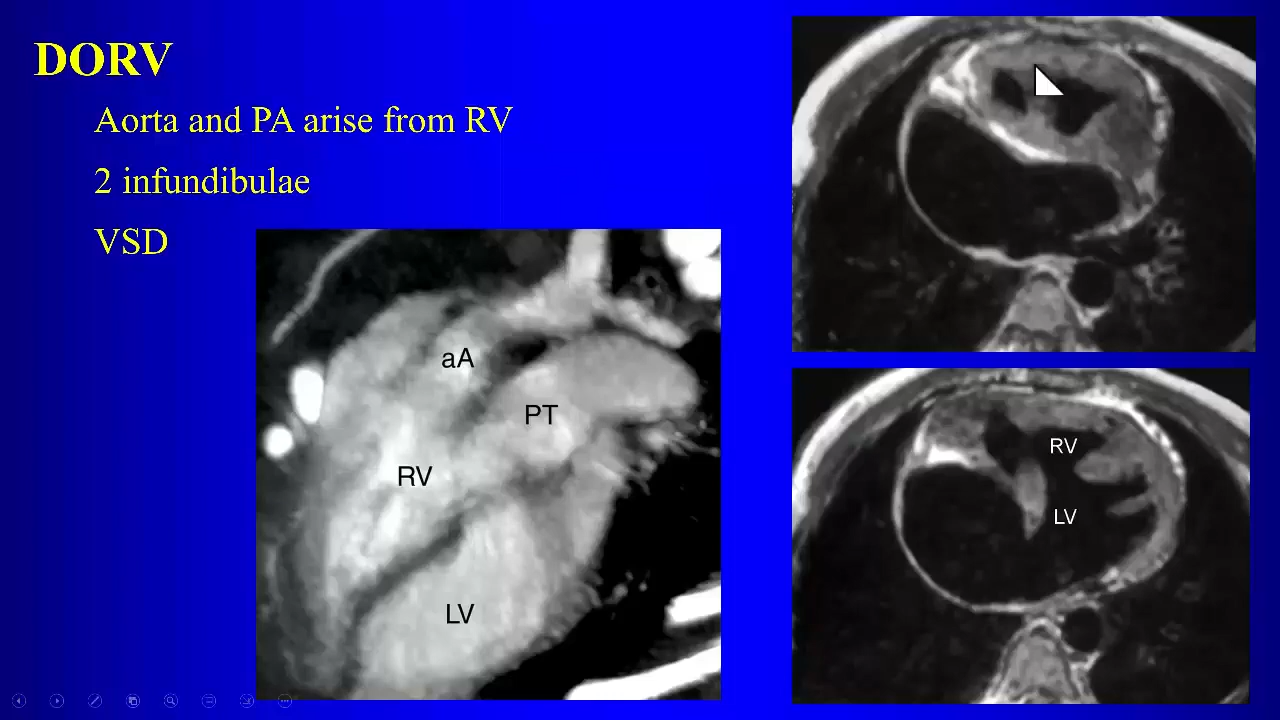 DORV
Aorta and PA arise from RV
2 infundibulae
VSD
aA
PT
RV
LV
RV
LV